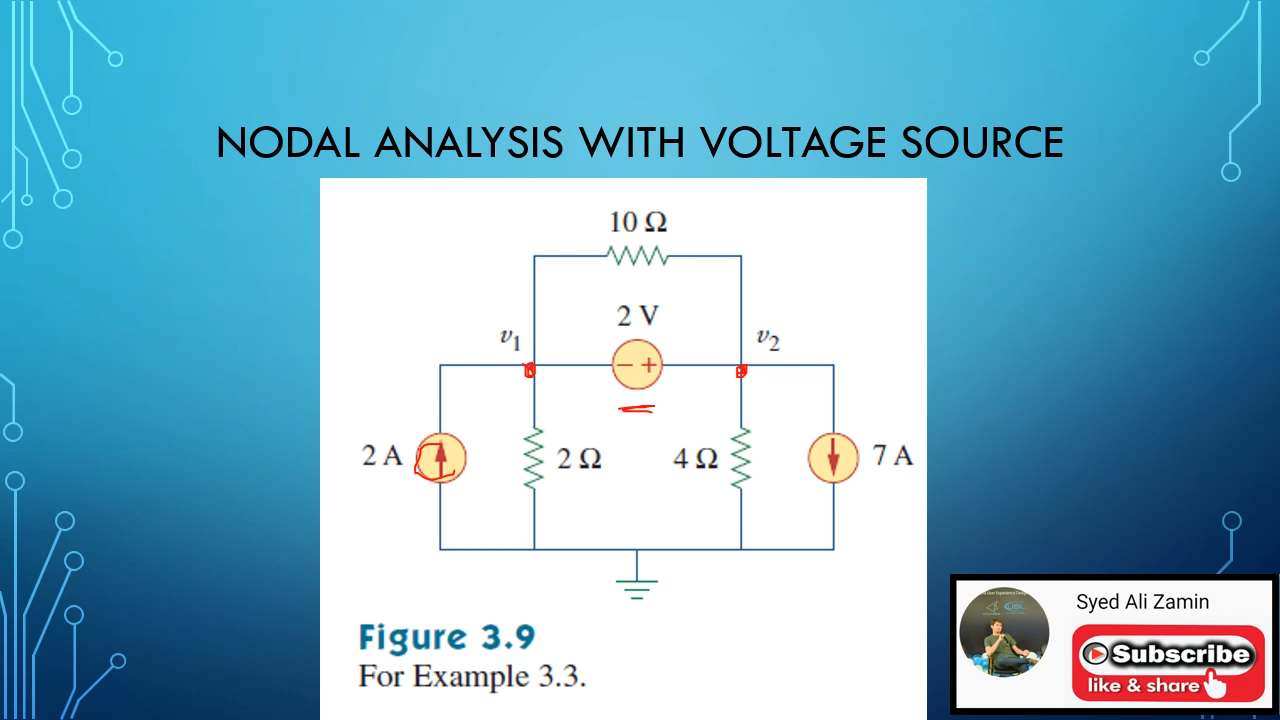 NODAL ANALYSIS WITH VOLTAGE SOURCE
10 Ω
2 V
v1
v2
− +
2 A
2 Ω
4 Ω
7 A
Figure 3.9
For Example 3.3.
Syed Ali Zamin
Subscribe
like & share